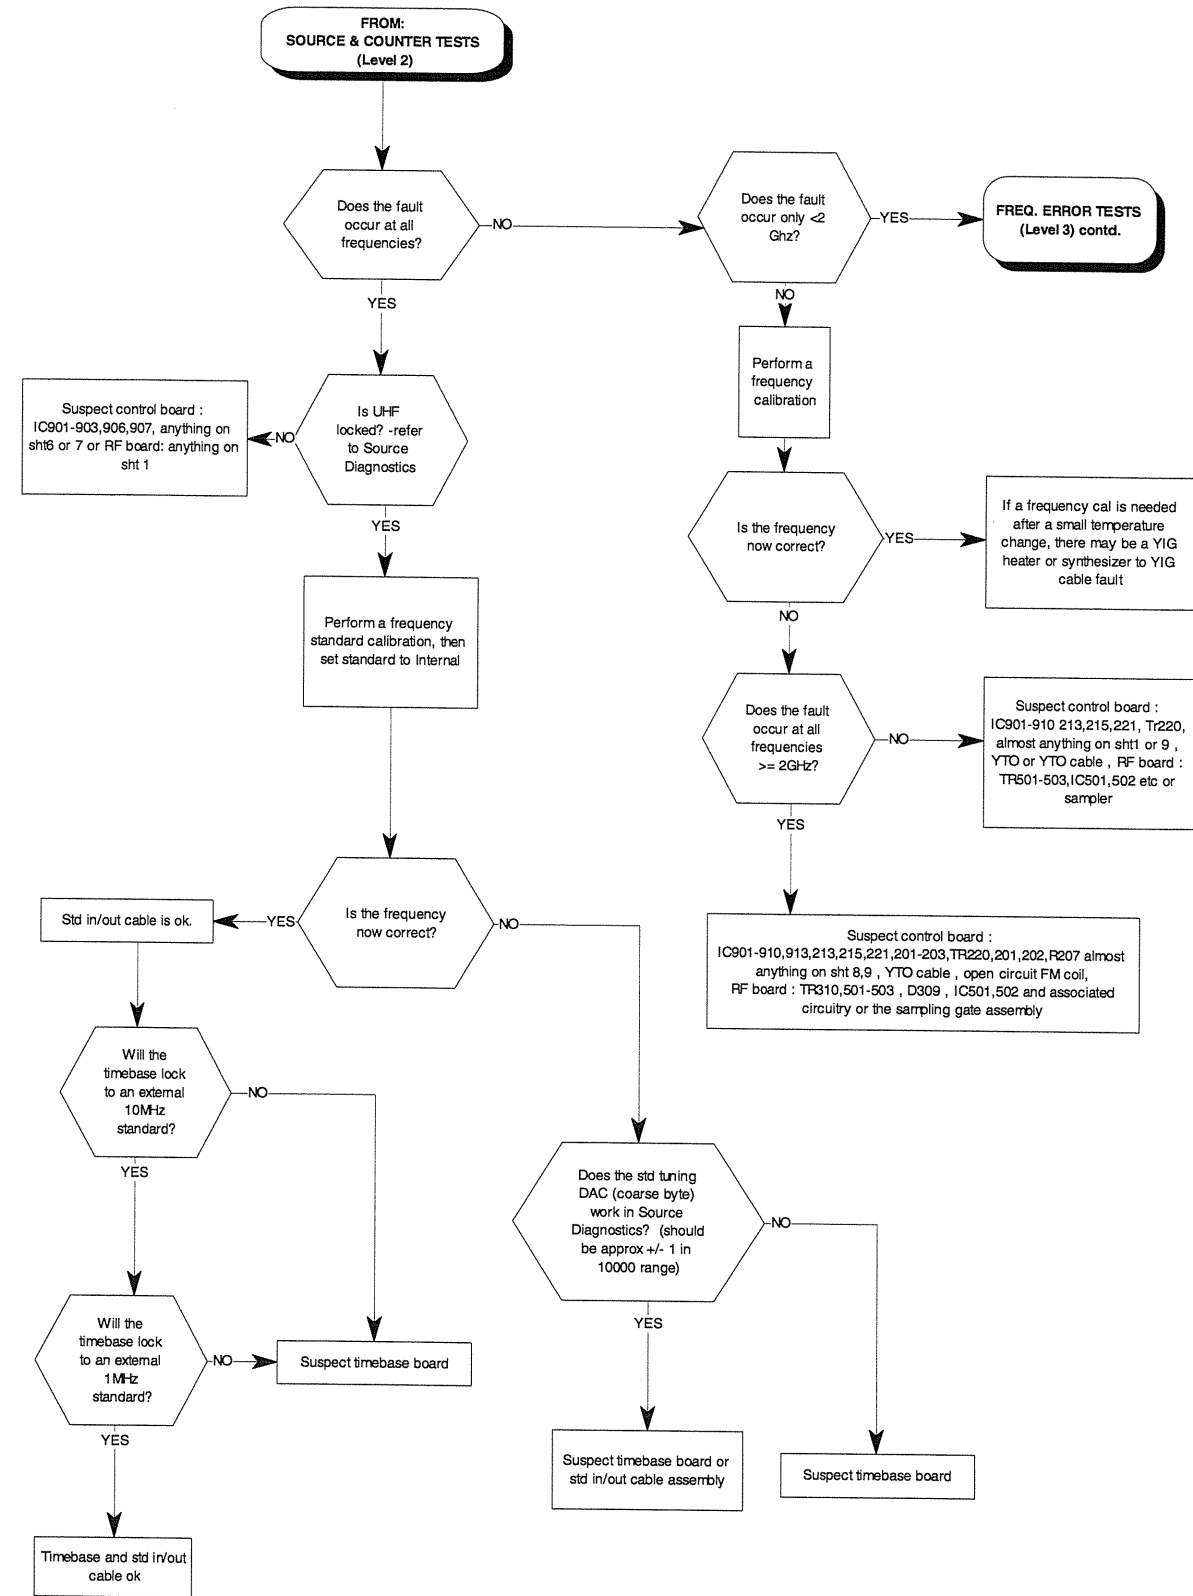 FROM:
SOURCE & COUNTER TESTS
(Level 2)
Does the fault
occur at all
frequencies?
NO
Does the fault
occur only <2
Ghz?
YES
FREQ. ERROR TESTS
(Level 3) contd.
YES
NO
Perform a
frequency
calibration
Is UHF
locked? -refer
to Source
Diagnostics
NO
Suspect control board :
IC901-903,906,907, anything on
sht6 or 7 or RF board: anything on
sht 1
YES
Is the frequency
now correct?
YES
If a frequency cal is needed
after a small temperature
change, there may be a YIG
heater or synthesizer to YIG
cable fault
NO
Perform a frequency
standard calibration, then
set standard to Internal
Does the fault
occur at all
frequencies
>= 2GHz?
NO
Suspect control board :
IC901-910 213,215,221, Tr220,
almost anything on sht1 or 9 ,
YTO or YTO cable , RF board :
TR501-503,IC501,502 etc or
sampler
YES
Suspect control board :
IC901-910,913,213,215,221,201-203,TR220,201,202,R207 almost
anything on sht 8,9 , YTO cable , open circuit FM coil,
RF board : TR310,501-503 , D309 , IC501,502 and associated
circuitry or the sampling gate assembly
Is the frequency
now correct?
YES
Std in/out cable is ok.
NO
Will the
timebase lock
to an external
10MHz
standard?
NO
YES
Does the std tuning
DAC (coarse byte)
work in Source
Diagnostics? (should
be approx +/- 1 in
10000 range)
NO
YES
Will the
timebase lock
to an external
1MHz
standard?
NO
Suspect timebase board
YES
Suspect timebase board or
std in/out cable assembly
Suspect timebase board
Timebase and std in/out
cable ok